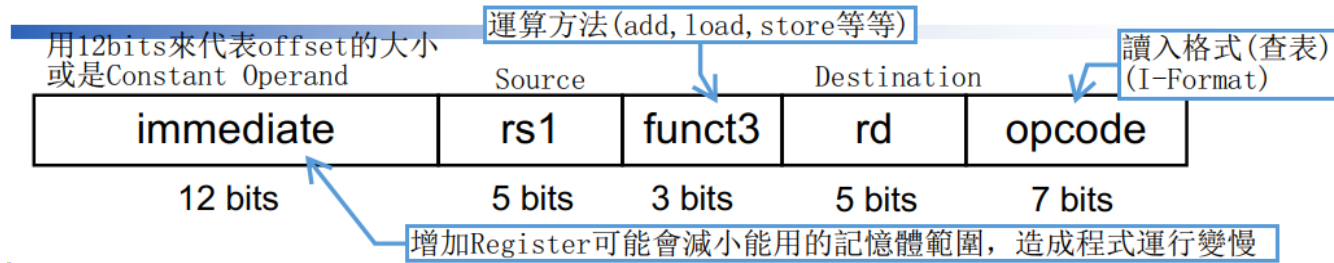 運算方法(add,load,store等等)
用12bits來代表offset的大小
或是Constant Operand
Source
Destination
讀入格式(查表)
(I-Format)
immediate rs1 funct3 rd opcode
12 bits 5 bits 3 bits 5 bits 7 bits
增加Register可能會減小能用的記憶體範圍，造成程式運行變慢